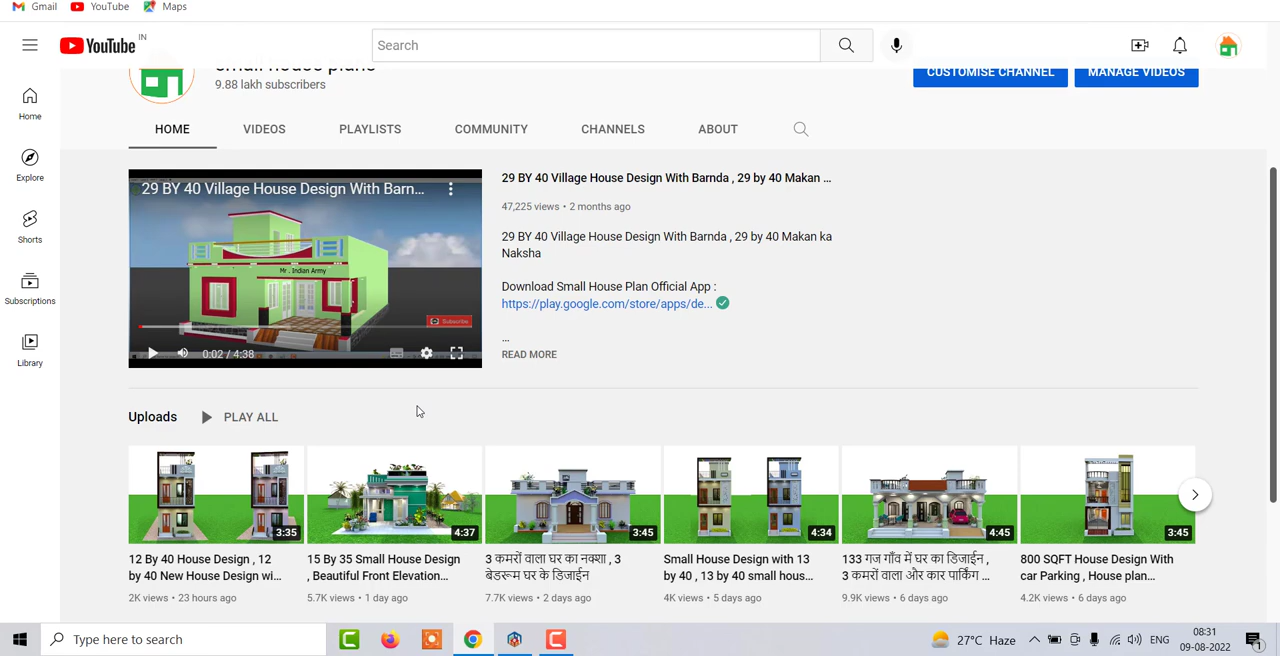 Gmail YouTube Maps
YouTube IN Search
small house plans
9.88 lakh subscribers
CUSTOMISE CHANNEL MANAGE VIDEOS
Home
Explore
Shorts
Subscriptions
Library
HOME VIDEOS PLAYLISTS COMMUNITY CHANNELS ABOUT
29 BY 40 Village House Design With Barn...
Mr . Indian Army
Subscribe
0:02 / 4:38
29 BY 40 Village House Design With Barnda , 29 by 40 Makan ...
47,225 views • 2 months ago
29 BY 40 Village House Design With Barnda , 29 by 40 Makan ka
Naksha
Download Small House Plan Official App :
https://play.google.com/store/apps/de...
...
READ MORE
Uploads PLAY ALL
3:35
12 By 40 House Design , 12
by 40 New House Design wi...
2K views • 23 hours ago
4:37
15 By 35 Small House Design
, Beautiful Front Elevation...
5.7K views • 1 day ago
3:45
3 कमरों वाला घर का नक्शा , 3
बेडरूम घर के डिजाईन
7.7K views • 2 days ago
4:34
Small House Design with 13
by 40 , 13 by 40 small hous...
4K views • 5 days ago
4:45
133 गज गाँव में घर का डिजाईन ,
3 कमरों वाला और कार पार्किंग ...
9.9K views • 6 days ago
3:45
800 SQFT House Design With
car Parking , House plan...
4.2K views • 6 days ago
Type here to search
27°C Haze
ENG
08:31
09-08-2022
1